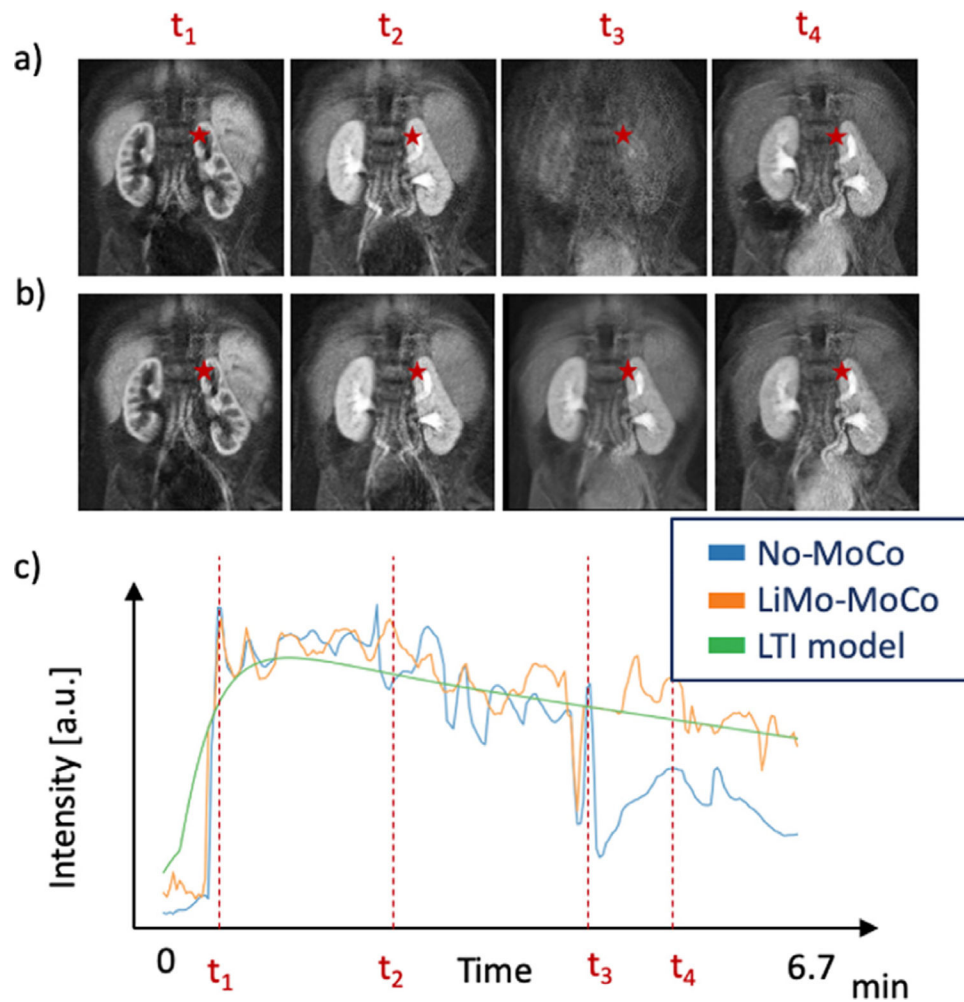 t₁ t₂ t₃ t₄
a)
b)
No-MoCo
LiMo-MoCo
LTI model
c)
Intensity [a.u.]
0 t₁ t₂ Time t₃ t₄ 6.7 min